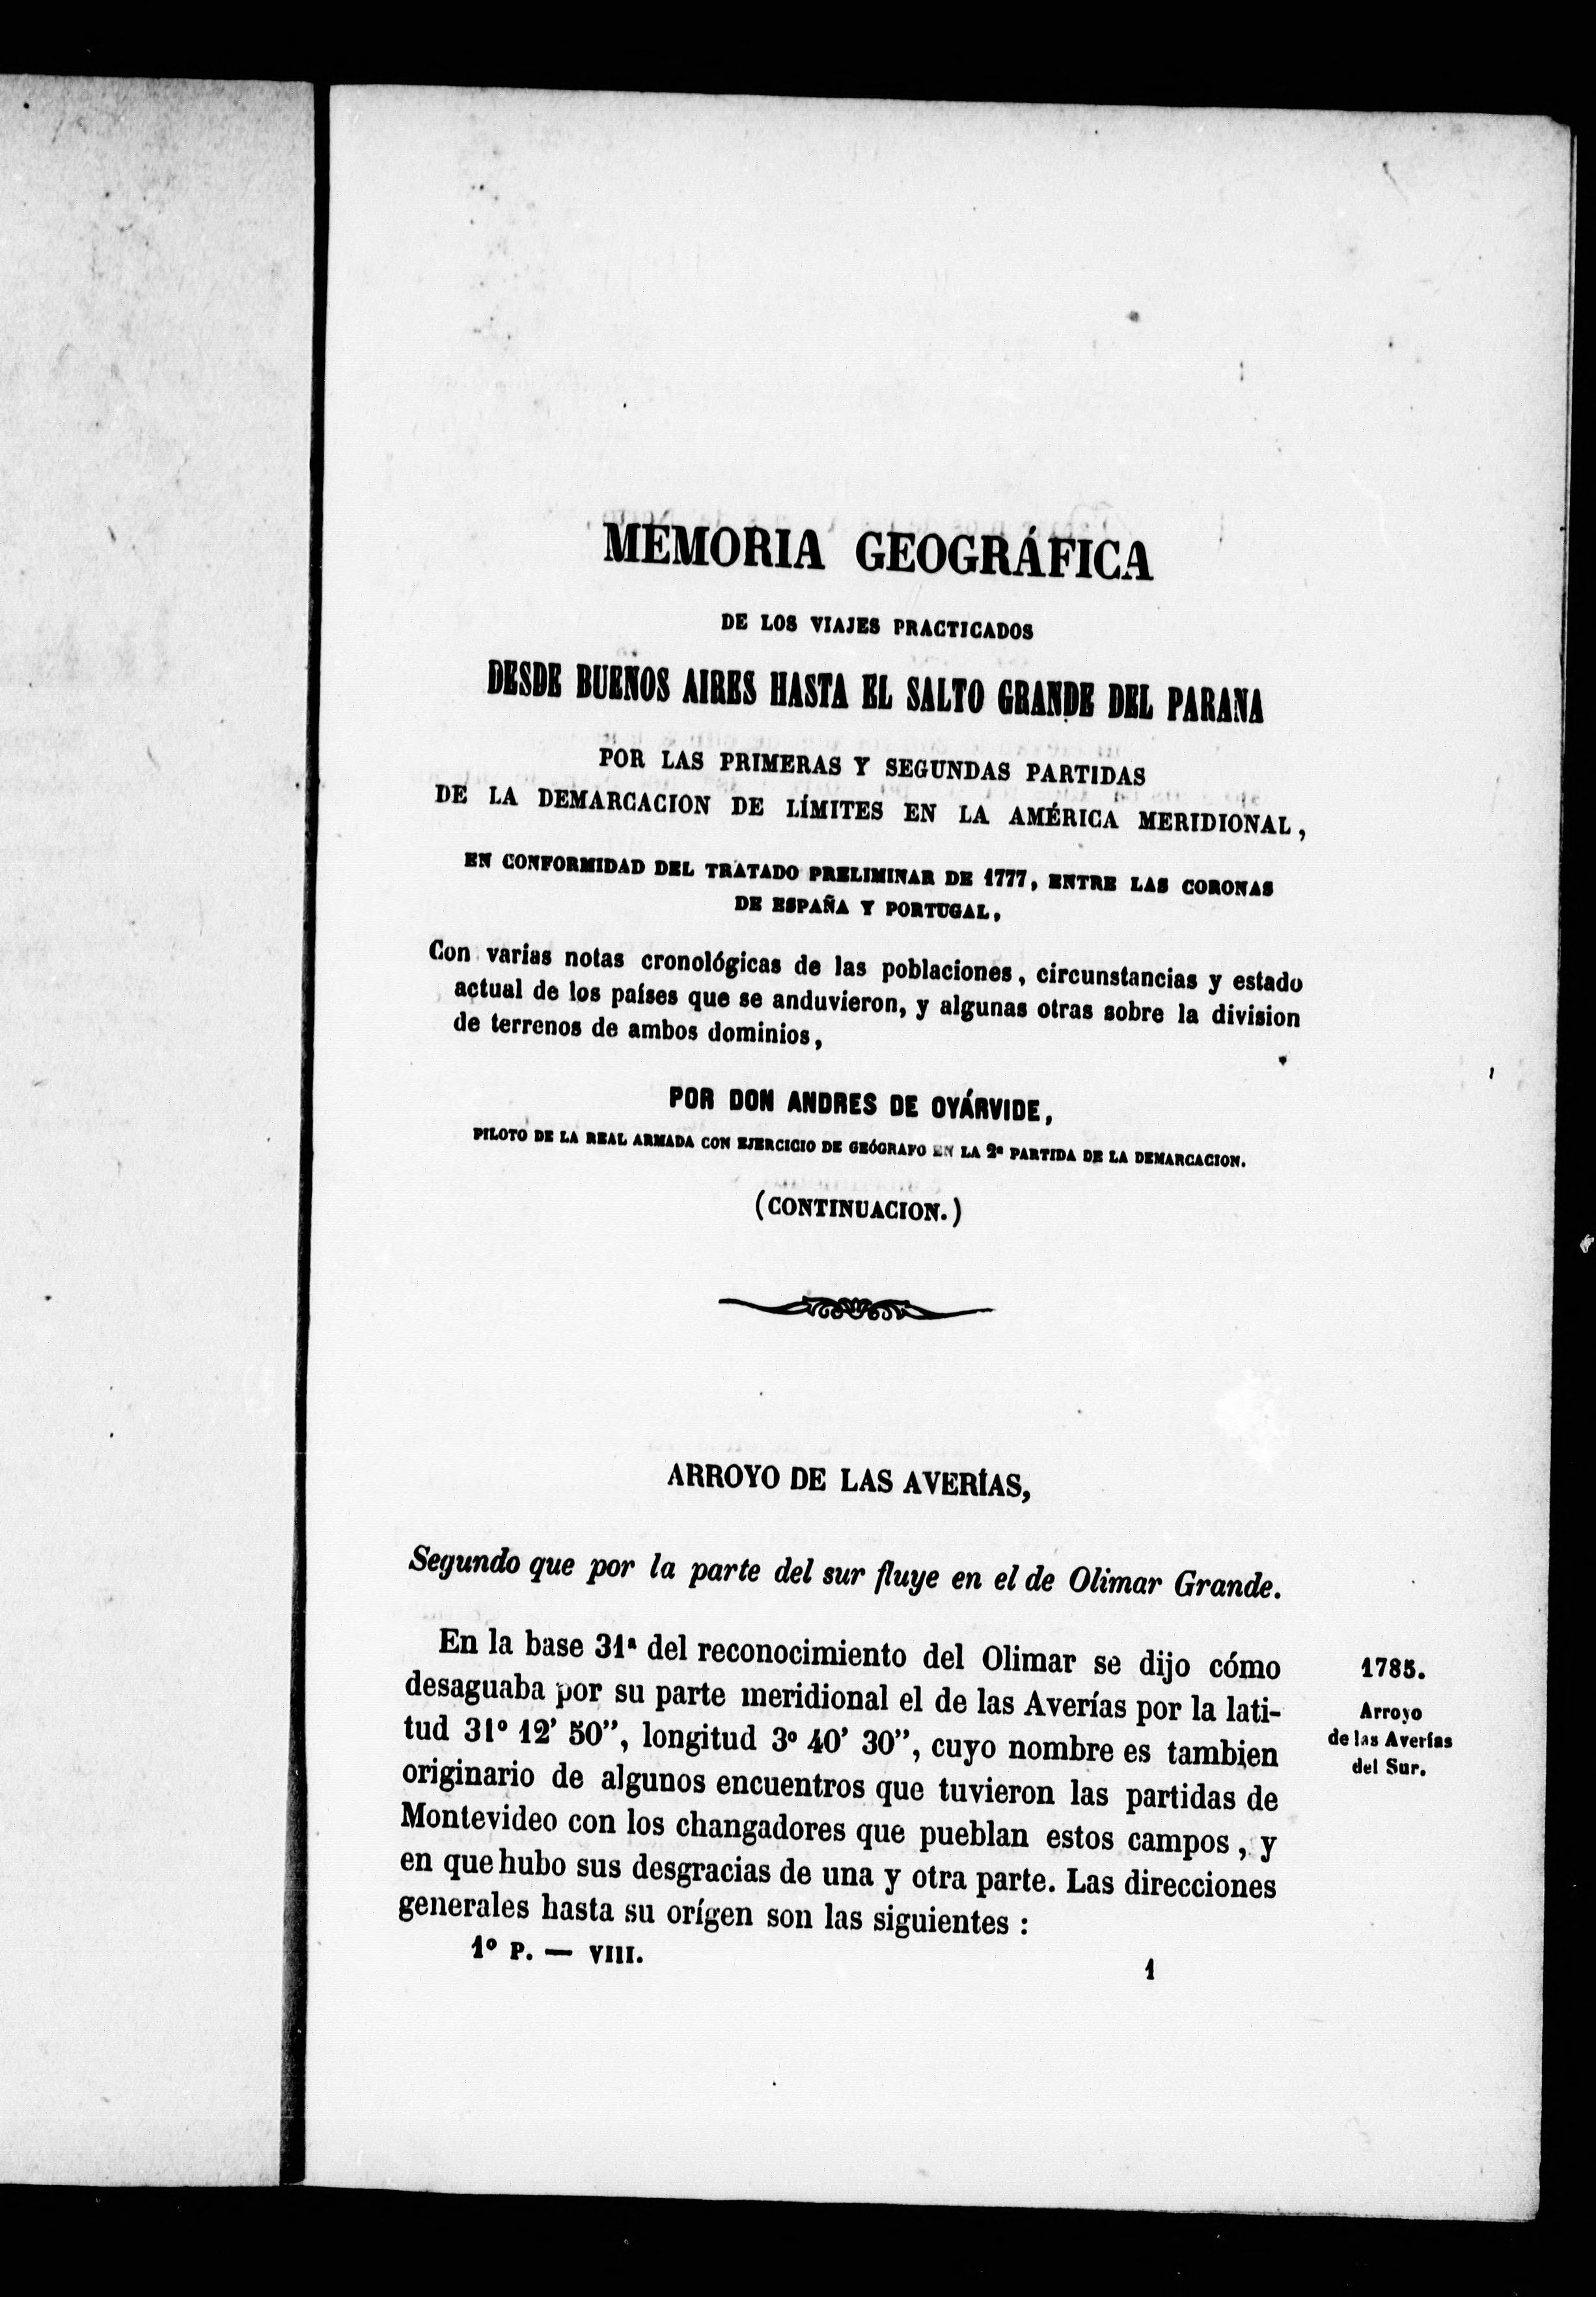 MEMORIA GEOGRÁFICA
DE LOS VIAJES PRACTICADOS
DESDE BUENOS AIRES HASTA EL SALTO GRANDE DEL PARANA
POR LAS PRIMERAS Y SEGUNDAS PARTIDAS
DE LA DEMARCACION DE LÍMITES EN LA AMÉRICA MERIDIONAL,
EN CONFORMIDAD DEL TRATADO PRELIMINAR DE 1777, ENTRE LAS CORONAS
DE ESPAÑA Y PORTUGAL,
Con varias notas cronológicas de las poblaciones, circunstancias y estado
actual de los países que se anduvieron, y algunas otras sobre la division
de terrenos de ambos dominios,
POR DON ANDRES DE OYÁRVIDE,
PILOTO DE LA REAL ARMADA CON EJERCICIO DE GEÓGRAFO EN LA 2ª PARTIDA DE LA DEMARCACION.
(CONTINUACION.)
ARROYO DE LAS AVERÍAS,
Segundo que por la parte del sur fluye en el de Olimar Grande.
En la base 31ª del reconocimiento del Olimar se dijo cómo
desaguaba por su parte meridional el de las Averías por la lati-
tud 31º 12' 50'', longitud 3º 40' 30'', cuyo nombre es tambien
originario de algunos encuentros que tuvieron las partidas de
Montevideo con los changadores que pueblan estos campos, y
en que hubo sus desgracias de una y otra parte. Las direcciones
generales hasta su orígen son las siguientes :
1785.
Arroyo
de las Averías
del Sur.
1º P. — VIII.
1